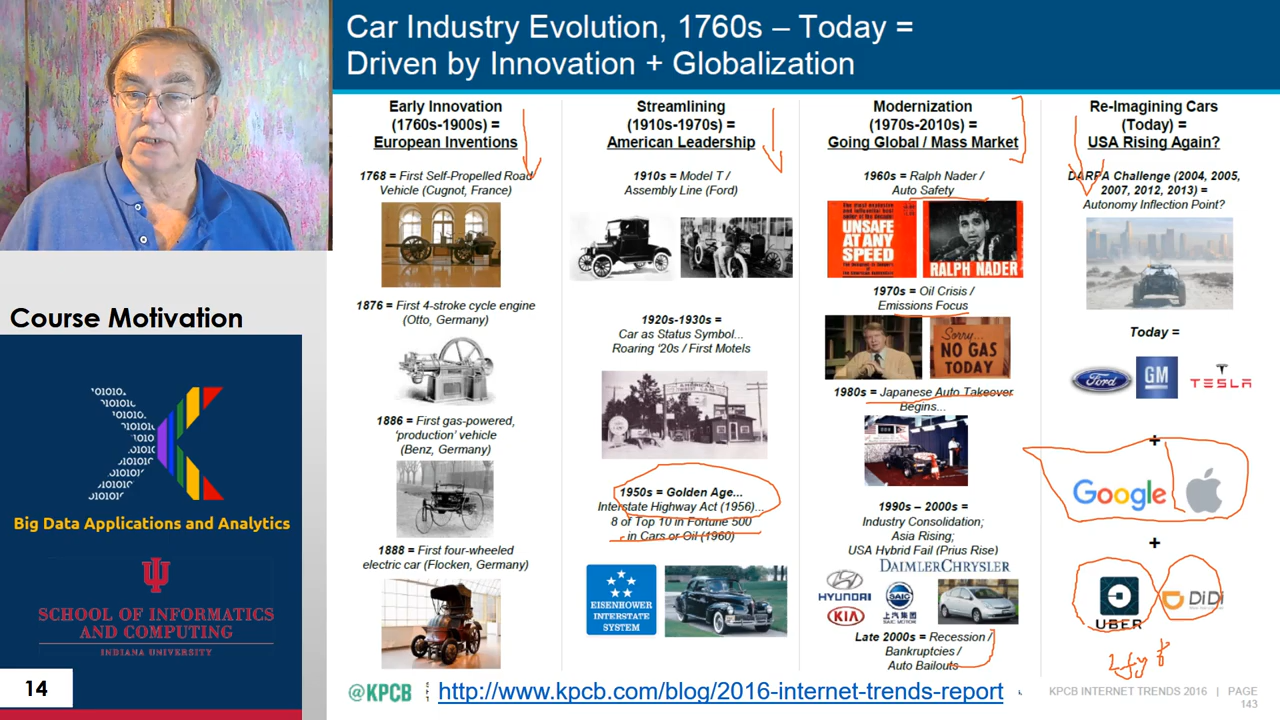 Car Industry Evolution, 1760s – Today =
Driven by Innovation + Globalization
Early Innovation
(1760s-1900s) =
European Inventions
1768 = First Self-Propelled Road
Vehicle (Cugnot, France)
1876 = First 4-stroke cycle engine
(Otto, Germany)
1886 = First gas-powered,
'production' vehicle
(Benz, Germany)
1888 = First four-wheeled
electric car (Flocken, Germany)
Streamlining
(1910s-1970s) =
American Leadership
1910s = Model T /
Assembly Line (Ford)
1920s-1930s =
Car as Status Symbol...
Roaring '20s / First Motels
1950s = Golden Age...
Interstate Highway Act (1956)...
8 of Top 10 in Fortune 500
in Cars or Oil (1960)
EISENHOWER
INTERSTATE
SYSTEM
Modernization
(1970s-2010s) =
Going Global / Mass Market
1960s = Ralph Nader /
Auto Safety
UNSAFE
AT ANY
SPEED
RALPH NADER
1970s = Oil Crisis /
Emissions Focus
Sorry...
NO GAS
TODAY
1980s = Japanese Auto Takeover
Begins...
1990s – 2000s =
Industry Consolidation;
Asia Rising;
USA Hybrid Fail (Prius Rise)
DAIMLERCHRYSLER
HYUNDAI
SAIC
上汽集团
SAIC MOTOR
KIA
Late 2000s = Recession /
Bankruptcies /
Auto Bailouts
Re-Imagining Cars
(Today) =
USA Rising Again?
DARPA Challenge (2004, 2005,
2007, 2012, 2013) =
Autonomy Inflection Point?
Today =
Ford
GM
TESLA
+
Google
+
UBER
DiDi
Course Motivation
Big Data Applications and Analytics
SCHOOL OF INFORMATICS
AND COMPUTING
INDIANA UNIVERSITY
14
@KPCB
http://www.kpcb.com/blog/2016-internet-trends-report
KPCB INTERNET TRENDS 2016 | PAGE
143